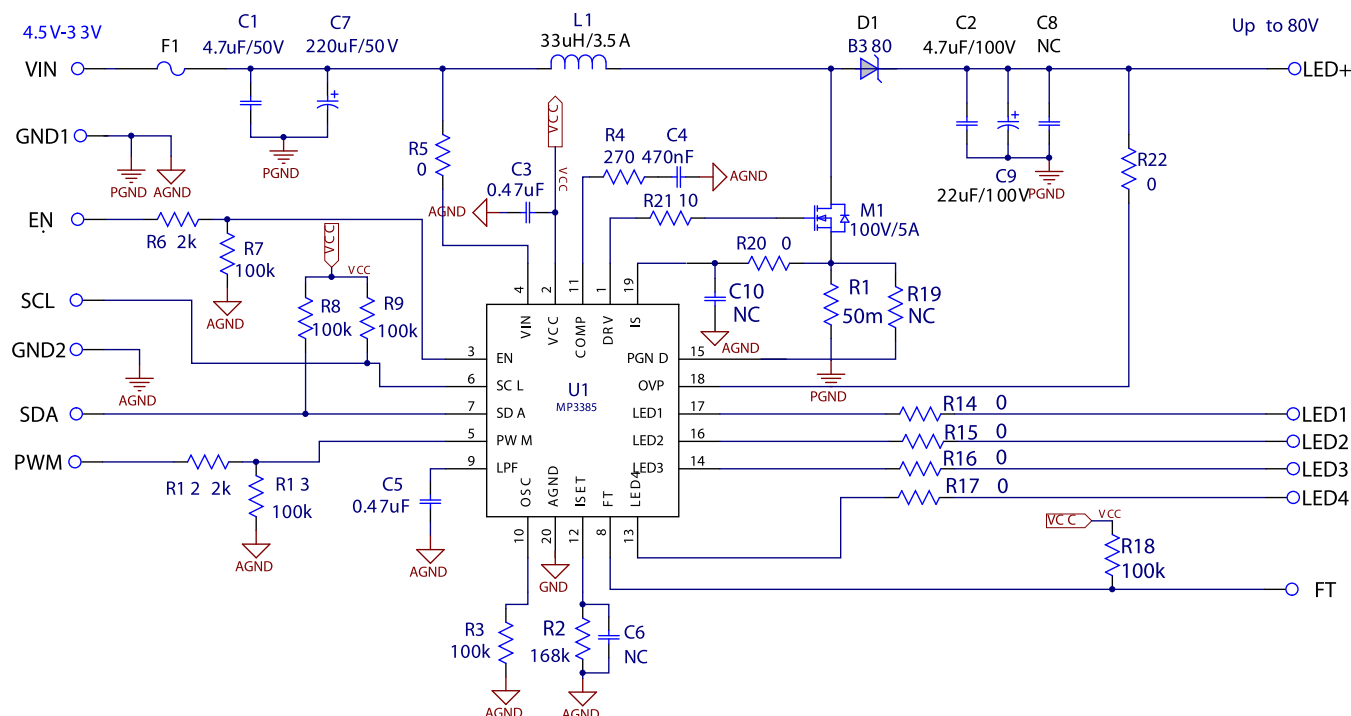 4.5V-33V
C1
4.7uF/50V
C7
220uF/50V
L1
33uH/3.5A
D1
B380
C2
4.7uF/100V
C8
NC
Up to 80V
F1
VIN
LED+
GND1
PGND
AGND
PGND
R5
0
VCC
VCC
C3
0.47uF
AGND
R4
270
C4
470nF
AGND
R21 10
C9
22uF/100V
PGND
R22
0
M1
100V/5A
EN
R6 2k
R7
100k
AGND
VCC
VCC
R8
100k
R9
100k
R20 0
C10
NC
AGND
R1
50m
R19
NC
PGND
SCL
GND2
AGND
SDA
PWM
R12 2k
R13
100k
AGND
C5
0.47uF
AGND
4
2
11
1
19
VIN
VCC
COMP
DRV
IS
3
EN
6
SCL
7
SDA
5
PWM
9
LPF
U1
MP3385
PGND
15
OVP
18
LED1
17
LED2
16
LED3
14
OSC
AGND
ISET
FT
LED4
10
20
12
8
13
R14 0
LED1
R15 0
LED2
R16 0
LED3
R17 0
LED4
VCC
VCC
R18
100k
FT
GND
R3
100k
AGND
R2
168k
C6
NC
AGND